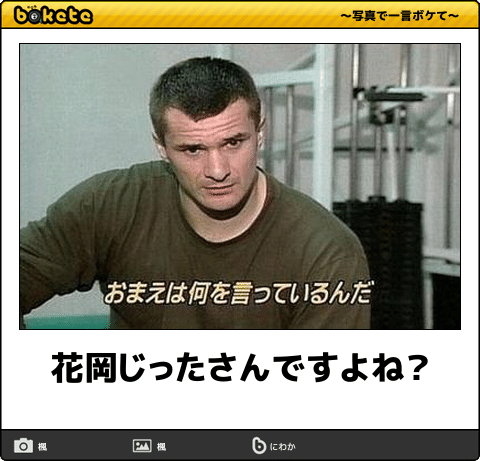 bokete
〜写真で一言ボケて〜
おまえは何を言っているんだ
花岡じったさんですよね？
楓
楓
にわか